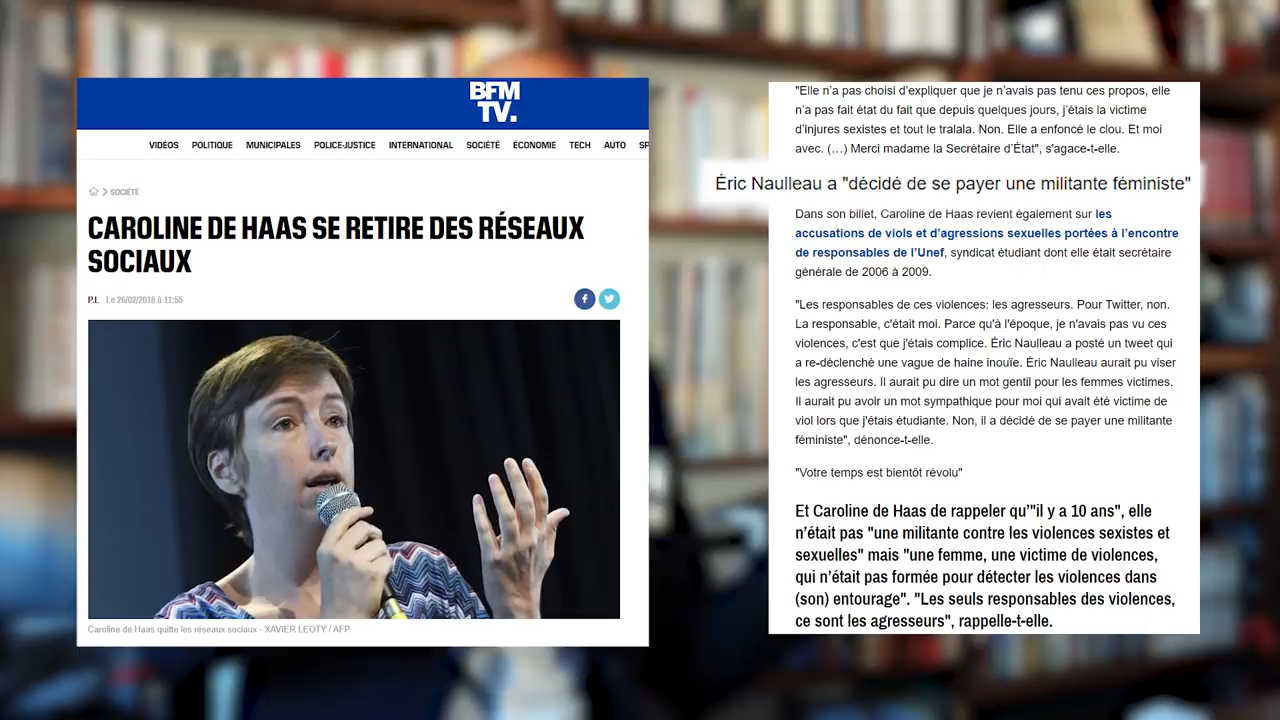 BFM
TV.
VIDÉOS POLITIQUE MUNICIPALES POLICE-JUSTICE INTERNATIONAL SOCIÉTÉ ÉCONOMIE TECH AUTO SP
SOCIÉTÉ
CAROLINE DE HAAS SE RETIRE DES RÉSEAUX
SOCIAUX
P.L Le 26/02/2018 à 11:55
Caroline de Haas quitte les réseaux sociaux - XAVIER LEOTY / AFP
"Elle n'a pas choisi d'expliquer que je n'avais pas tenu ces propos, elle
n'a pas fait état du fait que depuis quelques jours, j'étais la victime
d'injures sexistes et tout le tralala. Non. Elle a enfoncé le clou. Et moi
avec. (…) Merci madame la Secrétaire d'État", s'agace-t-elle.
Éric Naulleau a "décidé de se payer une militante féministe"
Dans son billet, Caroline de Haas revient également sur les
accusations de viols et d'agressions sexuelles portées à l'encontre
de responsables de l'Unef, syndicat étudiant dont elle était secrétaire
générale de 2006 à 2009.
"Les responsables de ces violences: les agresseurs. Pour Twitter, non.
La responsable, c'était moi. Parce qu'à l'époque, je n'avais pas vu ces
violences, c'est que j'étais complice. Éric Naulleau a posté un tweet qui
a re-déclenché une vague de haine inouïe. Éric Naulleau aurait pu viser
les agresseurs. Il aurait pu dire un mot gentil pour les femmes victimes.
Il aurait pu avoir un mot sympathique pour moi qui avait été victime de
viol lors que j'étais étudiante. Non, il a décidé de se payer une militante
féministe", dénonce-t-elle.
"Votre temps est bientôt révolu"
Et Caroline de Haas de rappeler qu'"il y a 10 ans", elle
n'était pas "une militante contre les violences sexistes et
sexuelles" mais "une femme, une victime de violences,
qui n'était pas formée pour détecter les violences dans
(son) entourage". "Les seuls responsables des violences,
ce sont les agresseurs", rappelle-t-elle.